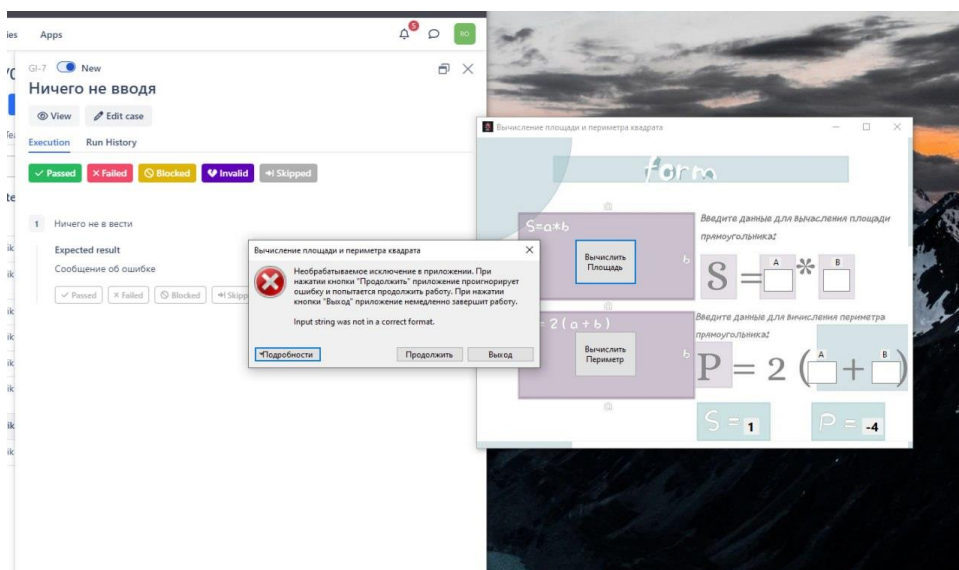 Apps
5
RO
GI-7 New
Ничего не вводя
View
Edit case
Execution
Run History
Passed
Failed
Blocked
Invalid
Skipped
1 Ничего не в вести
Expected result
Сообщение об ошибке
Passed
Failed
Blocked
Вычисление площади и периметра квадрата
Необрабатываемое исключение в приложении. При
нажатии кнопки "Продолжить" приложение проигнорирует
ошибку и попытается продолжить работу. При нажатии
кнопки "Выход" приложение немедленно завершит работу.
Input string was not in a correct format.
Подробности
Продолжить
Выход
Вычисление площади и периметра квадрата
form
@
S=a*b
Вычислить
Площадь
b
Введите данные для вычасления площади
прямоугольника:
S = A * B
@
= 2(a+b)
Вычислить
Периметр
b
@
Введите данные для вичисления периметра
прямоугольника:
P = 2 (A + B)
S = 1
P = -4